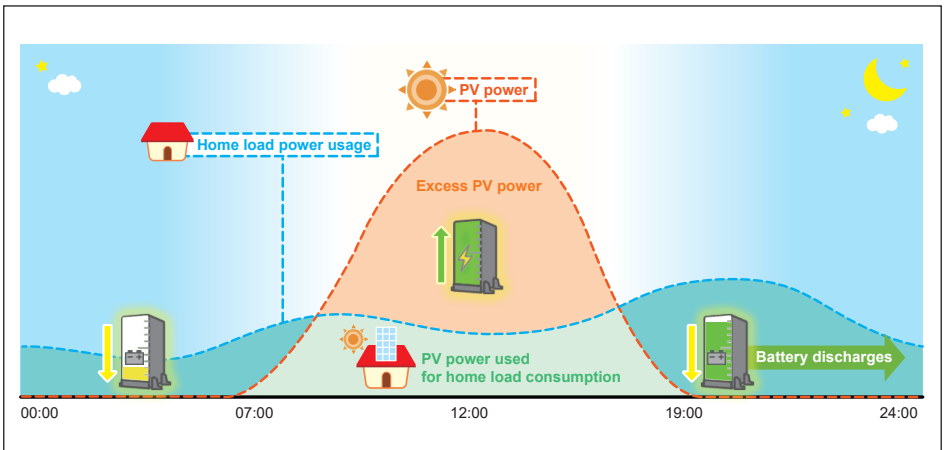 PV power
Home load power usage
Excess PV power
PV power used
for home load consumption
Battery discharges
00:00
07:00
12:00
19:00
24:00